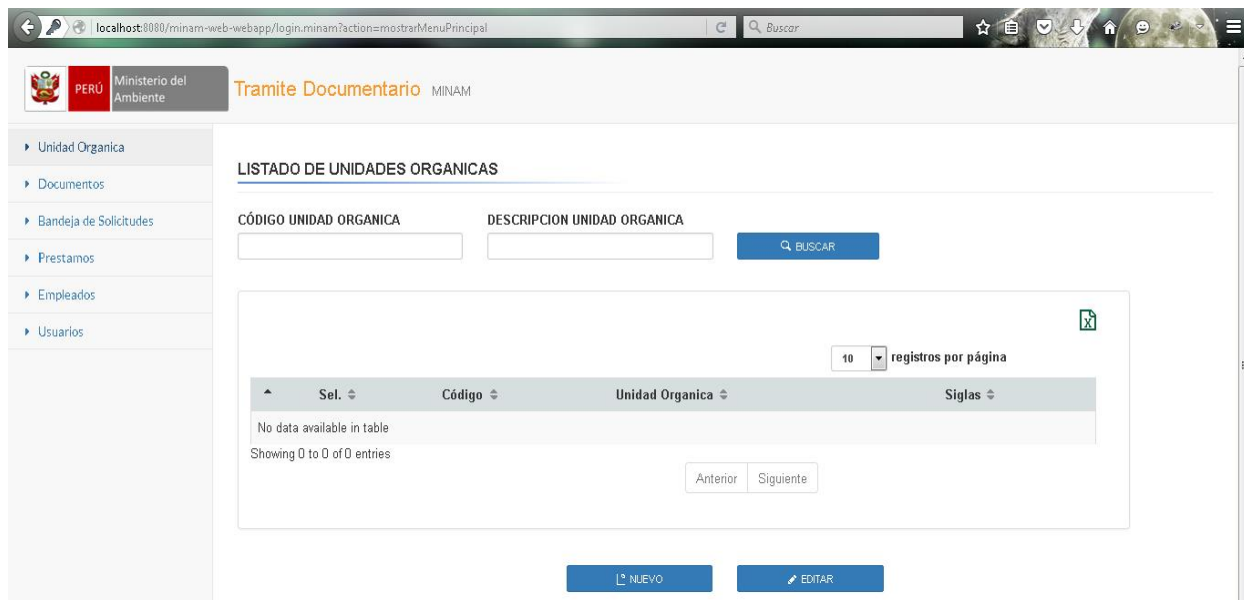 localhost:8080/minam-web-webapp/login.minam?action=mostrarMenuPrincipal
Buscar
PERÚ
Ministerio del
Ambiente
Tramite Documentario MINAM
Unidad Organica
Documentos
Bandeja de Solicitudes
Prestamos
Empleados
Usuarios
LISTADO DE UNIDADES ORGANICAS
CÓDIGO UNIDAD ORGANICA DESCRIPCION UNIDAD ORGANICA
BUSCAR
10 registros por página
Sel. Código Unidad Organica Siglas
No data available in table
Showing 0 to 0 of 0 entries
Anterior Siguiente
NUEVO EDITAR